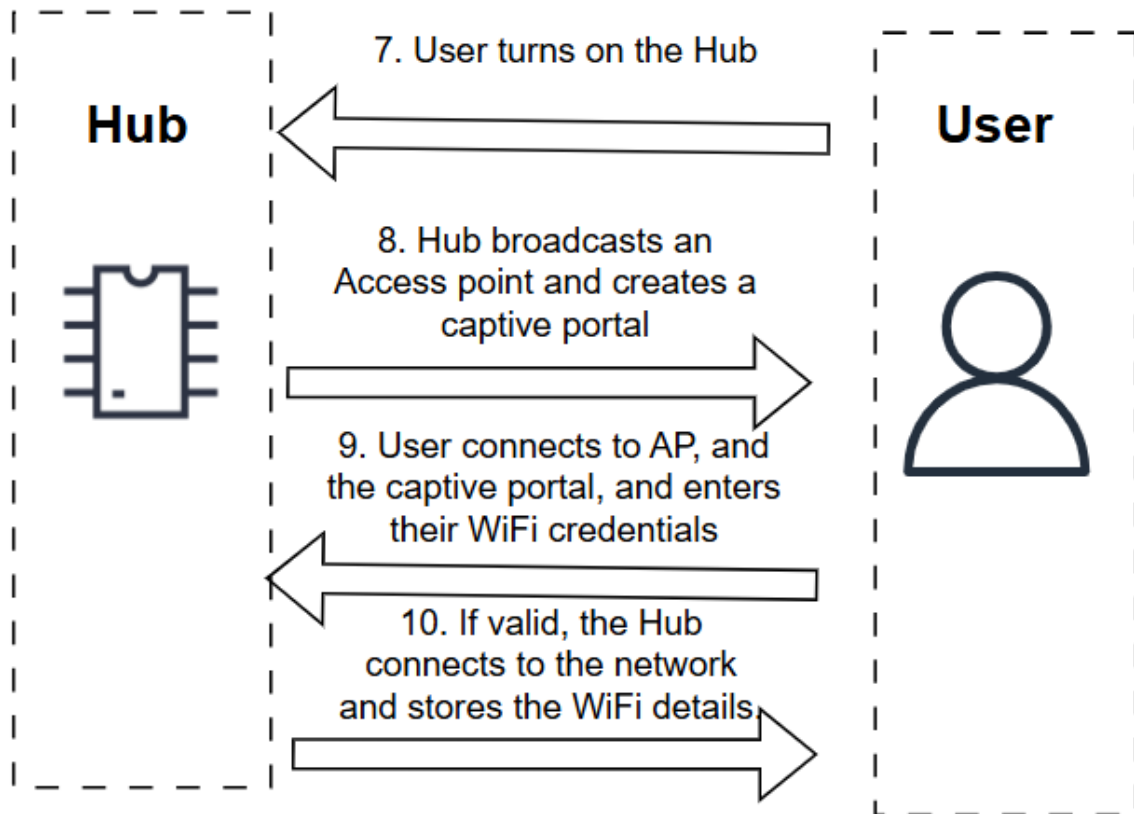 7. User turns on the Hub
Hub
User
8. Hub broadcasts an
Access point and creates a
captive portal
9. User connects to AP, and
the captive portal, and enters
their WiFi credentials
10. If valid, the Hub
connects to the network
and stores the WiFi details.